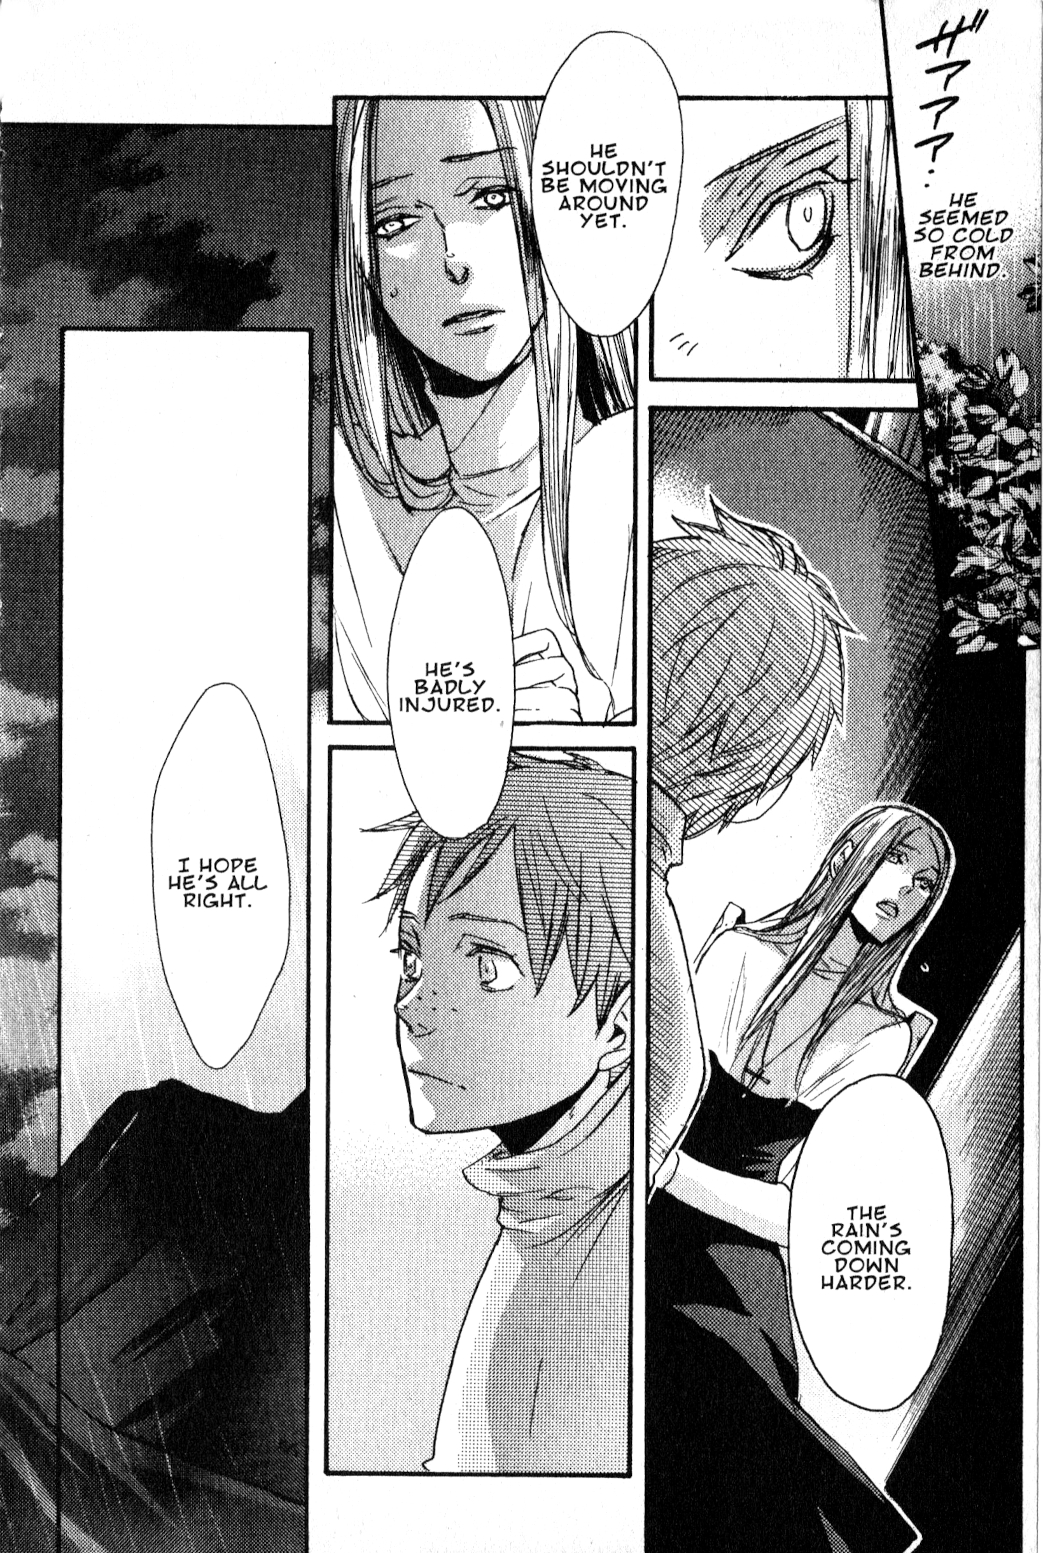 ザアアア…
HE
SEEMED
SO COLD
FROM
BEHIND.
HE
SHOULDN'T
BE MOVING
AROUND
YET.
THE
RAIN'S
COMING
DOWN
HARDER.
HE'S
BADLY
INJURED.
I HOPE
HE'S ALL
RIGHT.